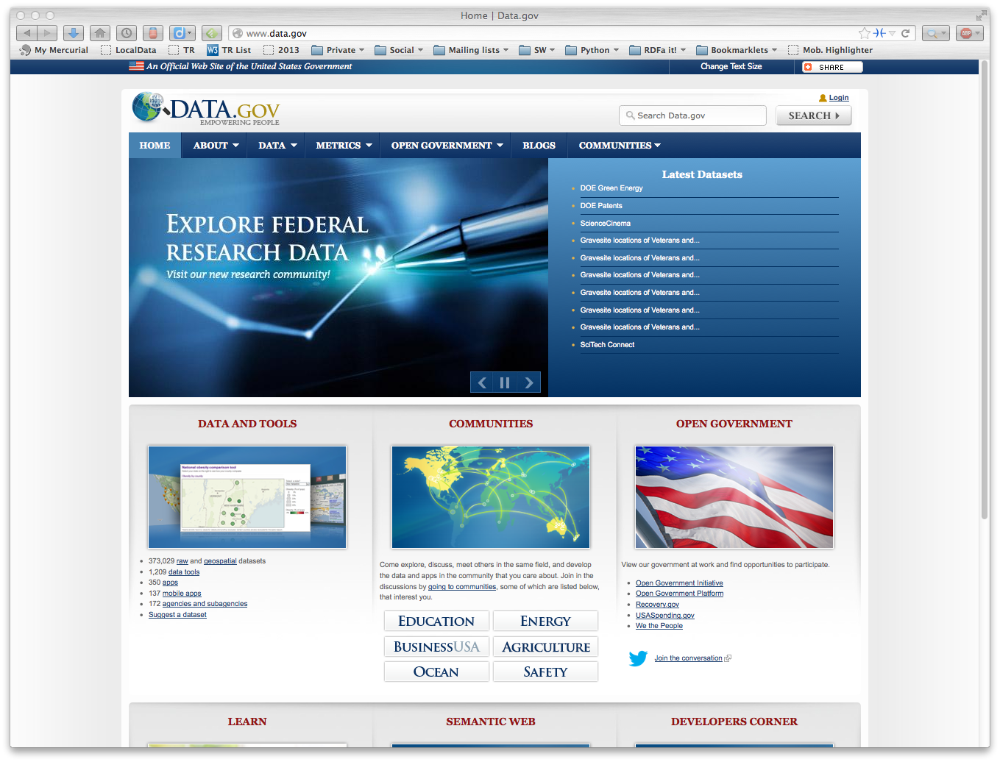 Home | Data.gov
www.data.gov
ABP
My Mercurial
LocalData
TR
W3 TR List
2013
Private
Social
Mailing lists
SW
Python
RDFa it!
Bookmarklets
Mob. Highlighter
An Official Web Site of the United States Government
Change Text Size
SHARE
DATA.GOV
EMPOWERING PEOPLE
Login
Search Data.gov
SEARCH
HOME
ABOUT
DATA
METRICS
OPEN GOVERNMENT
BLOGS
COMMUNITIES
EXPLORE FEDERAL
RESEARCH DATA
Visit our new research community!
Latest Datasets
DOE Green Energy
DOE Patents
ScienceCinema
Gravesite locations of Veterans and...
Gravesite locations of Veterans and...
Gravesite locations of Veterans and...
Gravesite locations of Veterans and...
Gravesite locations of Veterans and...
Gravesite locations of Veterans and...
SciTech Connect
DATA AND TOOLS
National obesity comparison tool
Obesity by county
373,029 raw and geospatial datasets
1,209 data tools
350 apps
137 mobile apps
172 agencies and subagencies
Suggest a dataset
COMMUNITIES
Come explore, discuss, meet others in the same field, and develop
the data and apps in the community that you care about. Join in the
discussions by going to communities, some of which are listed below,
that interest you.
EDUCATION
ENERGY
BUSINESSUSA
AGRICULTURE
OCEAN
SAFETY
OPEN GOVERNMENT
View our government at work and find opportunities to participate.
Open Government Initiative
Open Government Platform
Recovery.gov
USASpending.gov
We the People
Join the conversation
LEARN
SEMANTIC WEB
DEVELOPERS CORNER